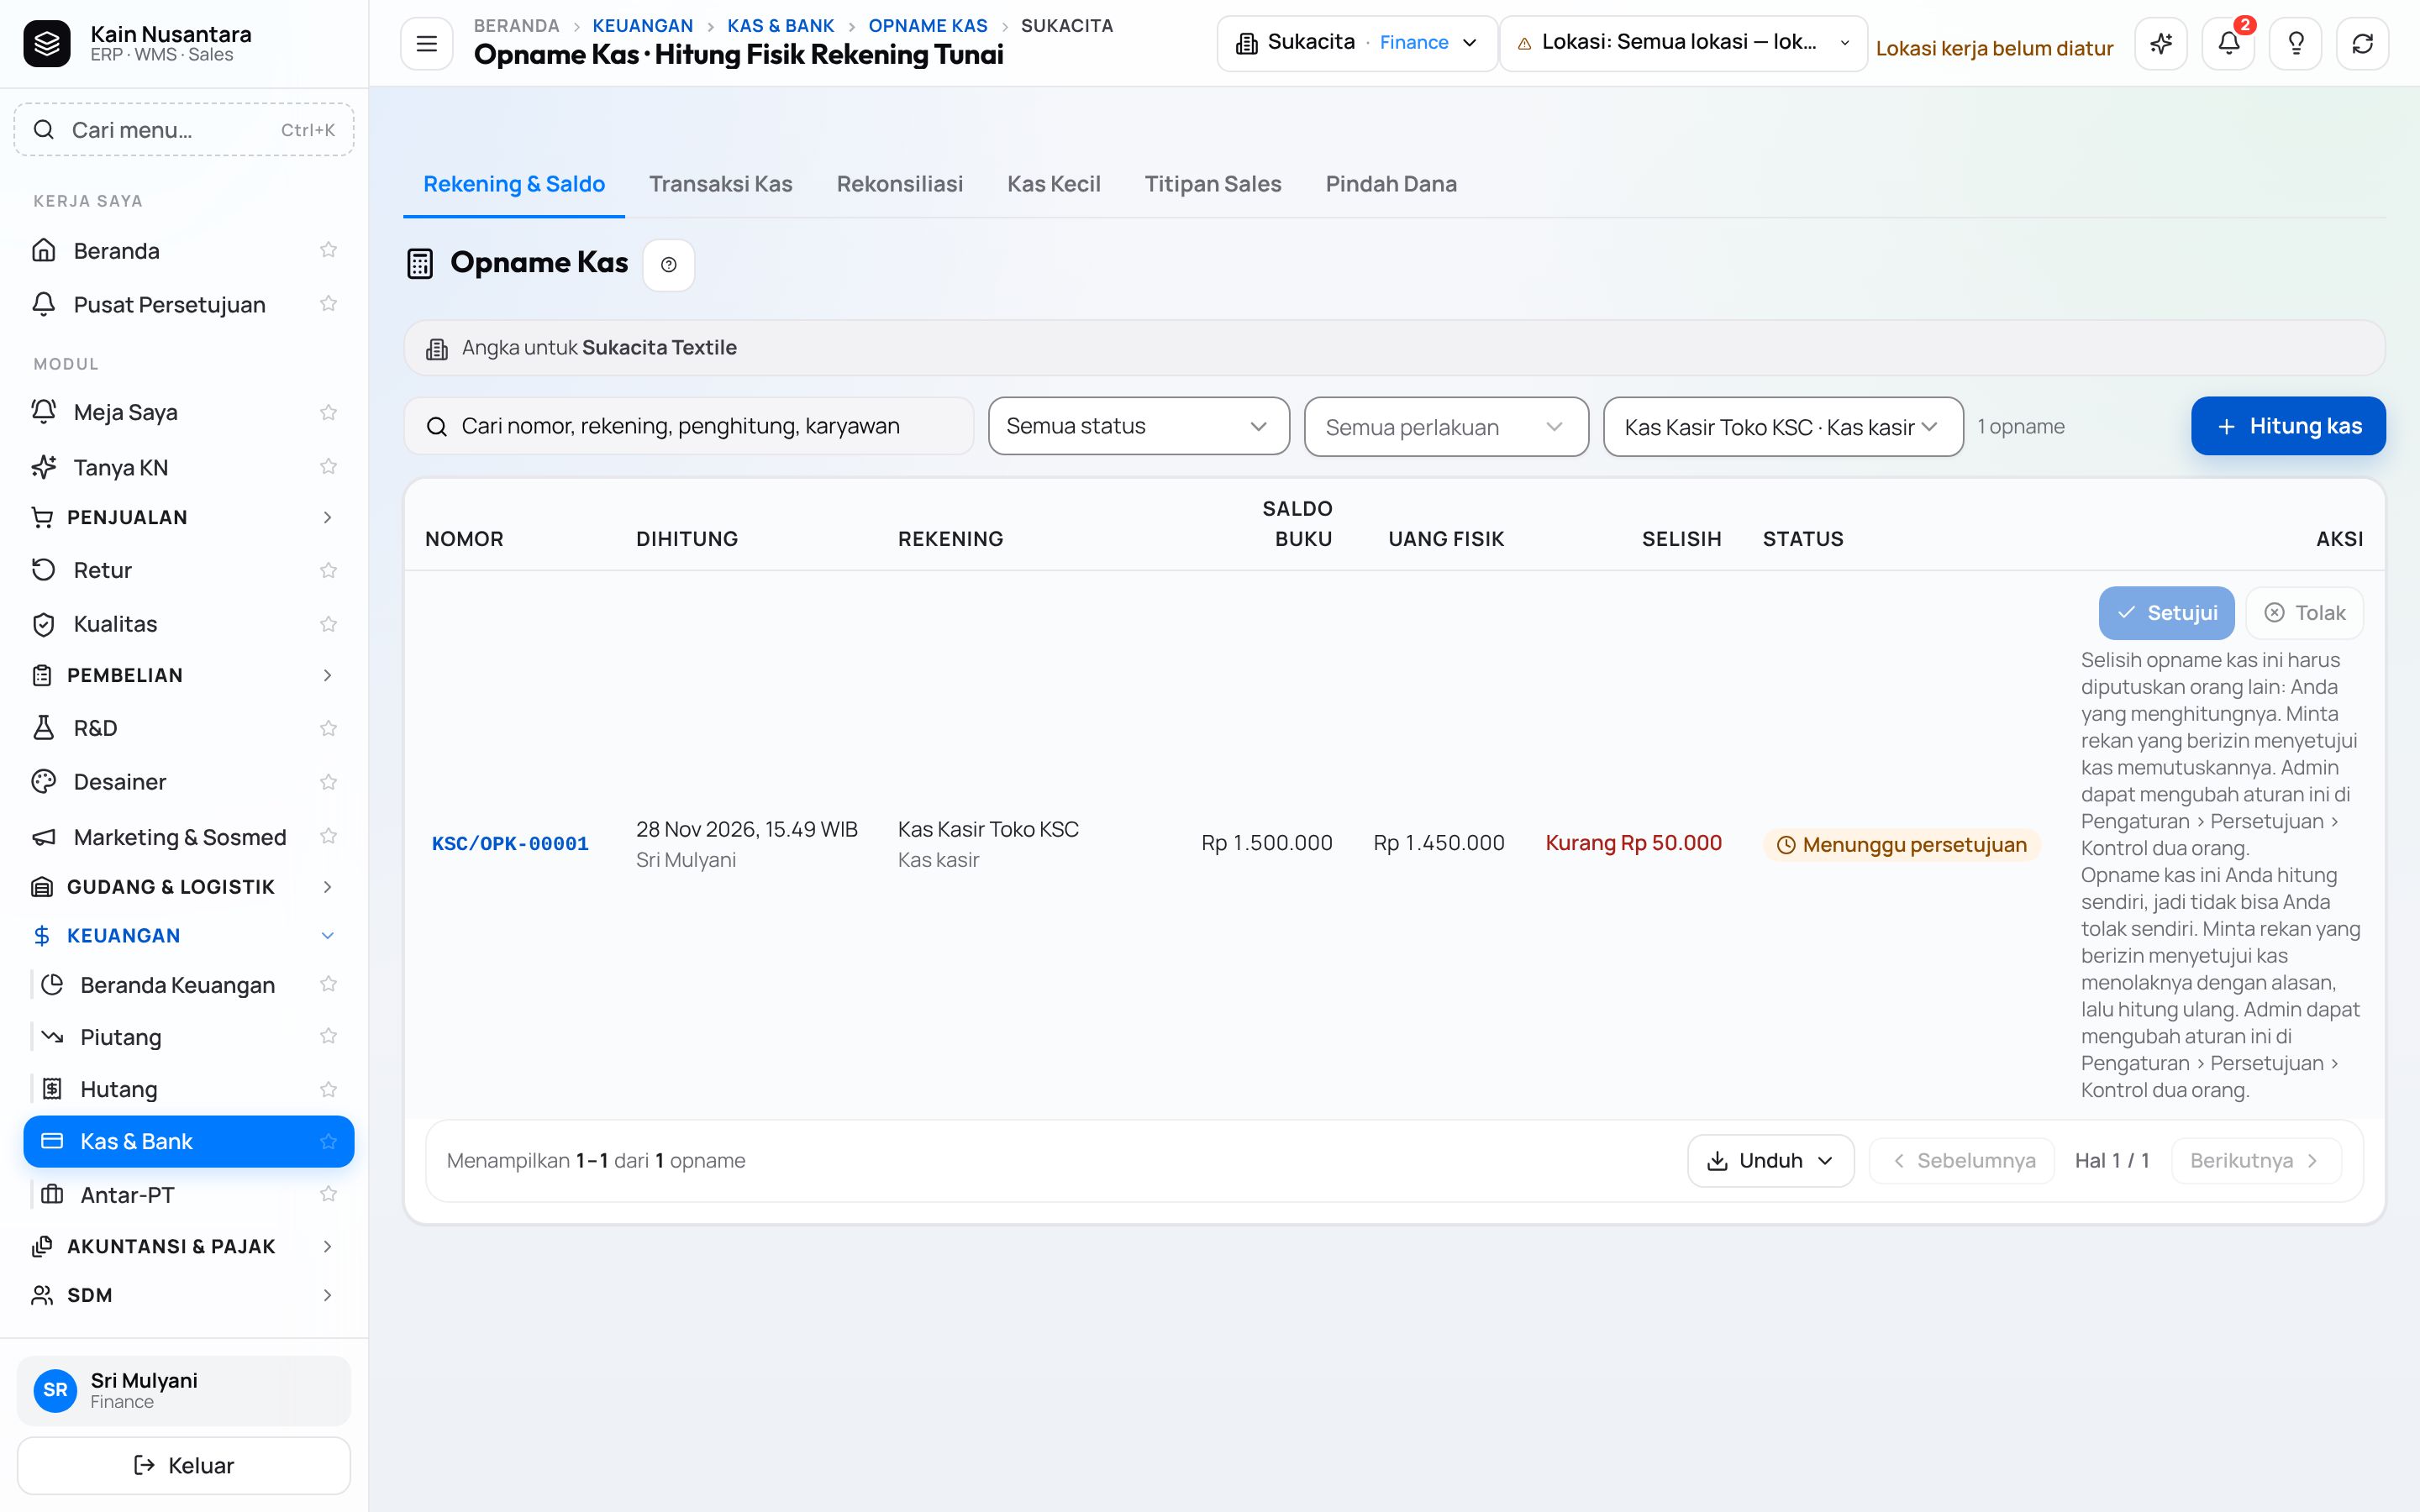 Kain Nusantara
ERP · WMS · Sales
Cari menu...
Ctrl+K
KERJA SAYA
Beranda
Pusat Persetujuan
MODUL
Meja Saya
Tanya KN
PENJUALAN
Retur
Kualitas
PEMBELIAN
R&D
Desainer
Marketing & Sosmed
GUDANG & LOGISTIK
KEUANGAN
Beranda Keuangan
Piutang
Hutang
Kas & Bank
Antar-PT
AKUNTANSI & PAJAK
SDM
SR
Sri Mulyani
Finance
Keluar
BERANDA > KEUANGAN > KAS & BANK > OPNAME KAS > SUKACITA
Opname Kas · Hitung Fisik Rekening Tunai
Sukacita · Finance
Lokasi: Semua lokasi — lok...
Lokasi kerja belum diatur
2
Rekening & Saldo
Transaksi Kas
Rekonsiliasi
Kas Kecil
Titipan Sales
Pindah Dana
Opname Kas
Angka untuk Sukacita Textile
Cari nomor, rekening, penghitung, karyawan
Semua status
Semua perlakuan
Kas Kasir Toko KSC · Kas kasir
1 opname
+ Hitung kas
NOMOR
DIHITUNG
REKENING
SALDO
BUKU
UANG FISIK
SELISIH
STATUS
AKSI
KSC/OPK-00001
28 Nov 2026, 15.49 WIB
Sri Mulyani
Kas Kasir Toko KSC
Kas kasir
Rp 1.500.000
Rp 1.450.000
Kurang Rp 50.000
Menunggu persetujuan
Setujui
Tolak
Selisih opname kas ini harus
diputuskan orang lain: Anda
yang menghitungnya. Minta
rekan yang berizin menyetujui
kas memutuskannya. Admin
dapat mengubah aturan ini di
Pengaturan › Persetujuan ›
Kontrol dua orang.
Opname kas ini Anda hitung
sendiri, jadi tidak bisa Anda
tolak sendiri. Minta rekan yang
berizin menyetujui kas
menolaknya dengan alasan,
lalu hitung ulang. Admin dapat
mengubah aturan ini di
Pengaturan › Persetujuan ›
Kontrol dua orang.
Menampilkan 1–1 dari 1 opname
Unduh
Sebelumnya
Hal 1 / 1
Berikutnya